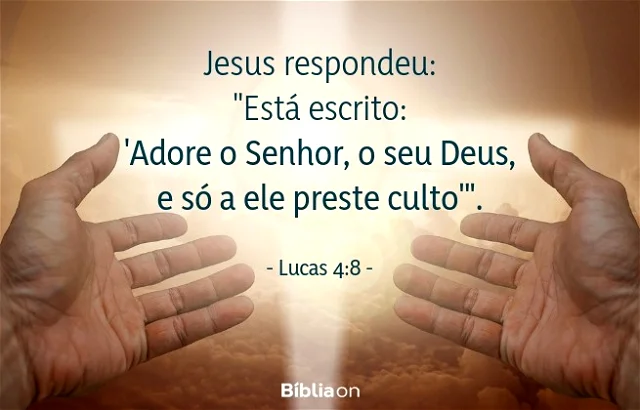 Jesus respondeu:
"Está escrito:
'Adore o Senhor, o seu Deus,
e só a ele preste culto'".
- Lucas 4:8 -
Bíblia on